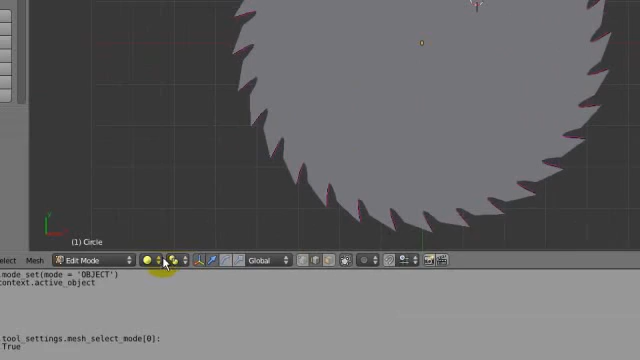 (1) Circle
elect Mesh Edit Mode Global
.mode_set(mode = 'OBJECT')
context.active_object
.tool_settings.mesh_select_mode[0]:
True